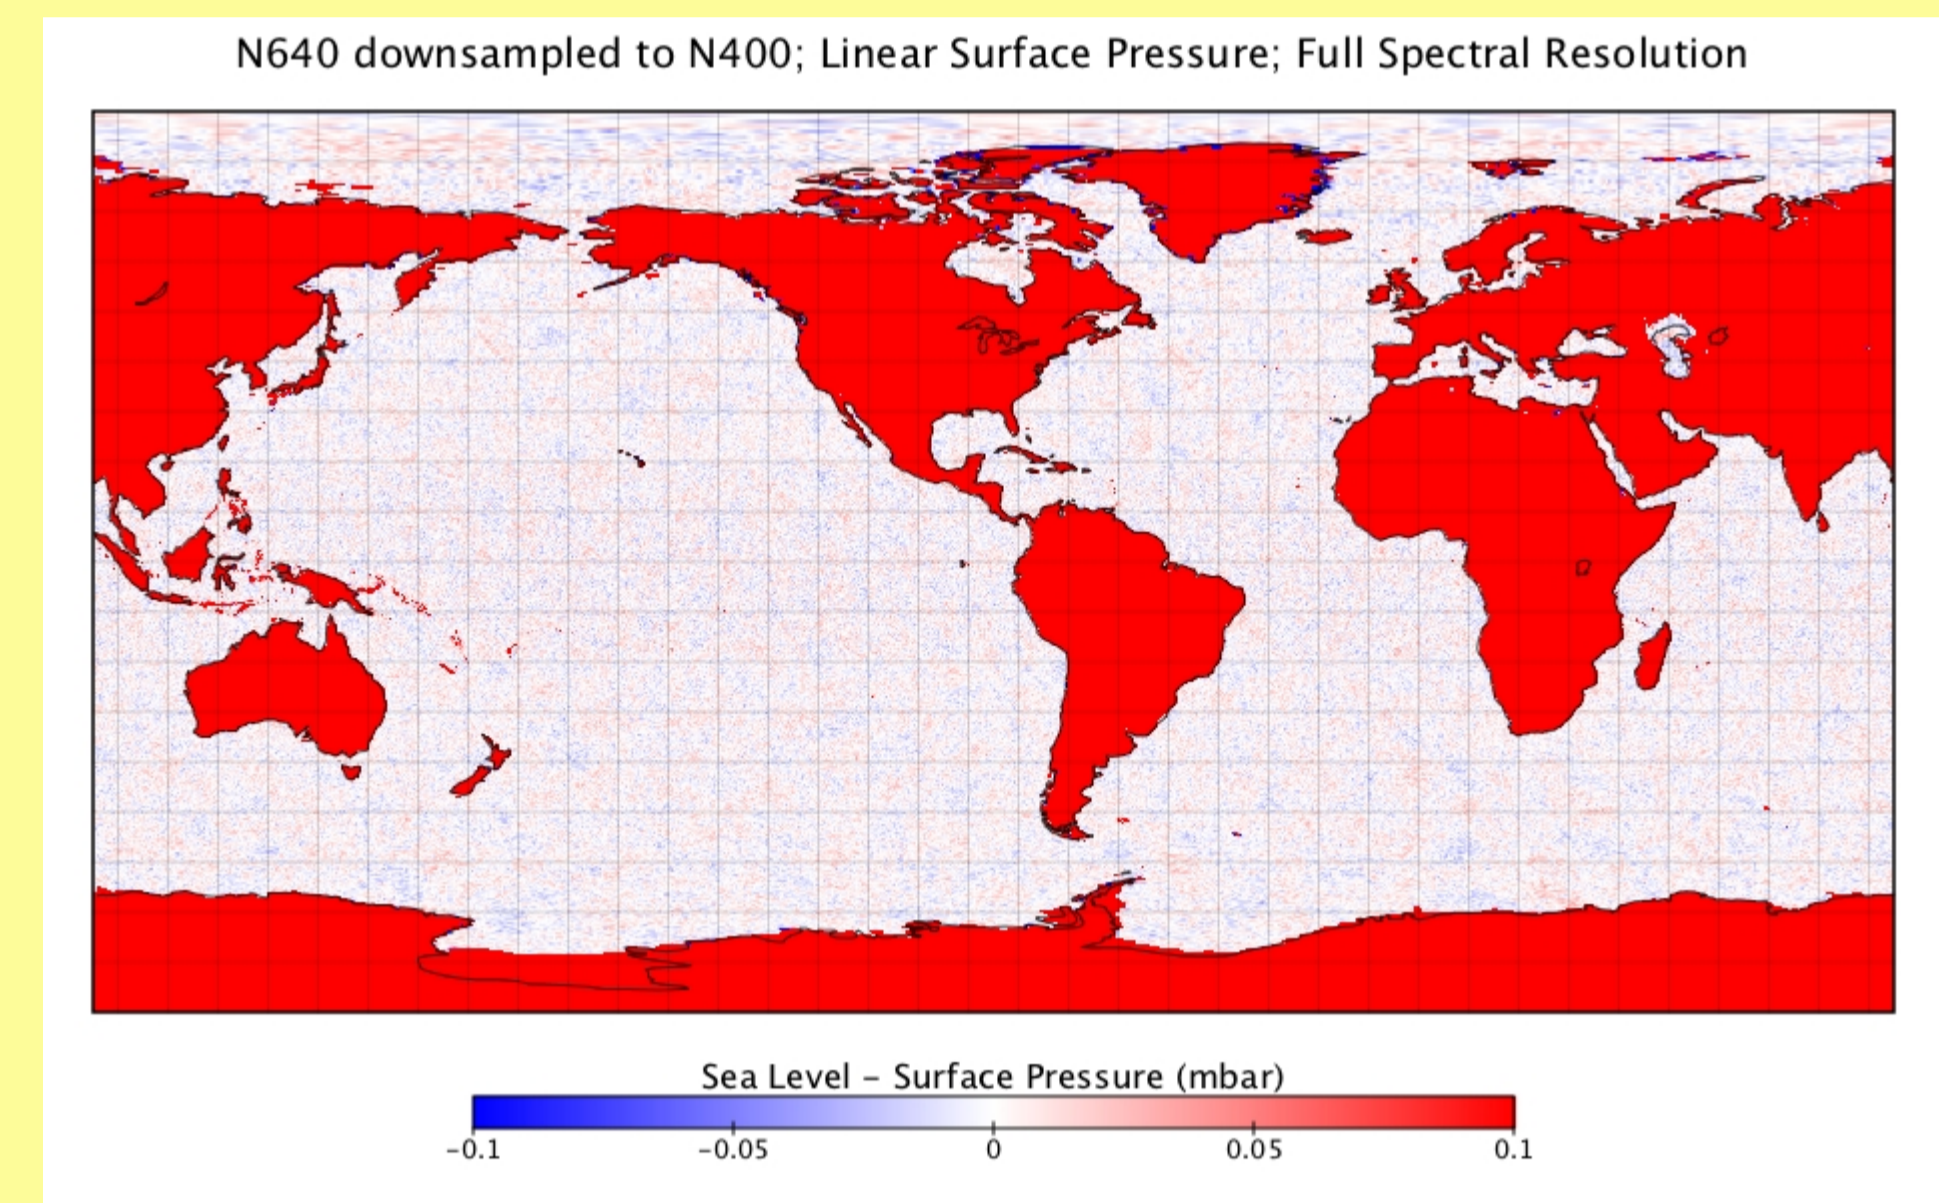 N640 downsampled to N400; Linear Surface Pressure; Full Spectral Resolution
Sea Level – Surface Pressure (mbar)
-0.1 -0.05 0 0.05 0.1